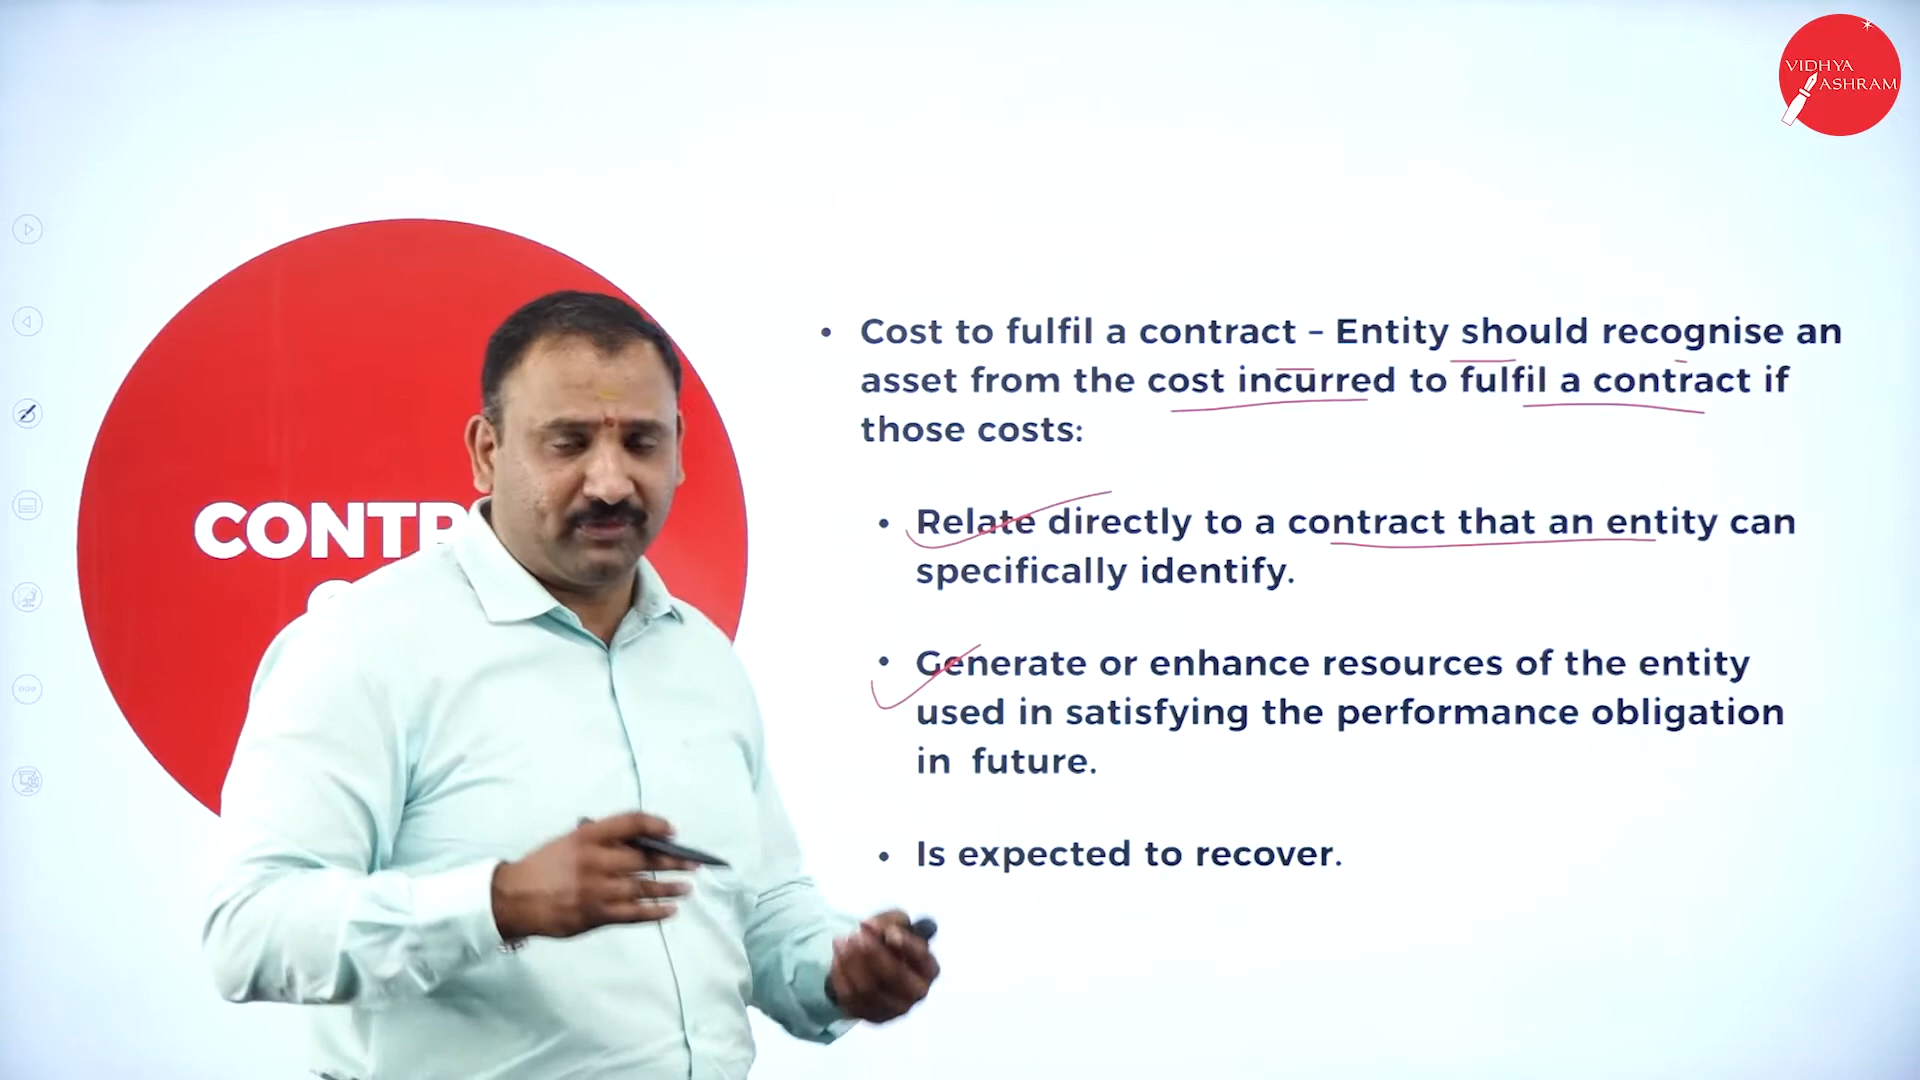 VIDHYA
ASHRAM
• Cost to fulfil a contract – Entity should recognise an
asset from the cost incurred to fulfil a contract if
those costs:
• Relate directly to a contract that an entity can
specifically identify.
• Generate or enhance resources of the entity
used in satisfying the performance obligation
in future.
• Is expected to recover.